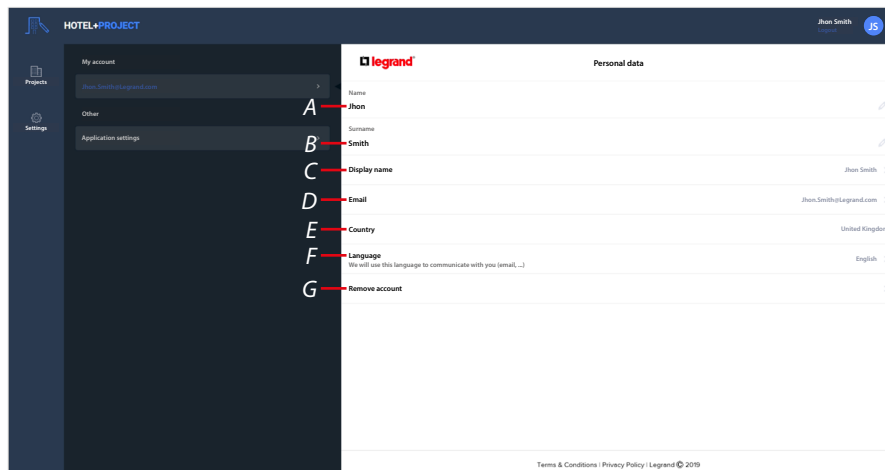 HOTEL+PROJECT
Jhon Smith
Logout
JS
Projects
Settings
My account
Jhon.Smith@Legrand.com
Other
Application settings
legrand
Personal data
Name
A
Jhon
Surname
B
Smith
C
Display name
Jhon Smith
D
Email
Jhon.Smith@Legrand.com
E
Country
United Kingdom
F
Language
English
We will use this language to communicate with you (email, ...)
G
Remove account
Terms & Conditions | Privacy Policy | Legrand © 2019